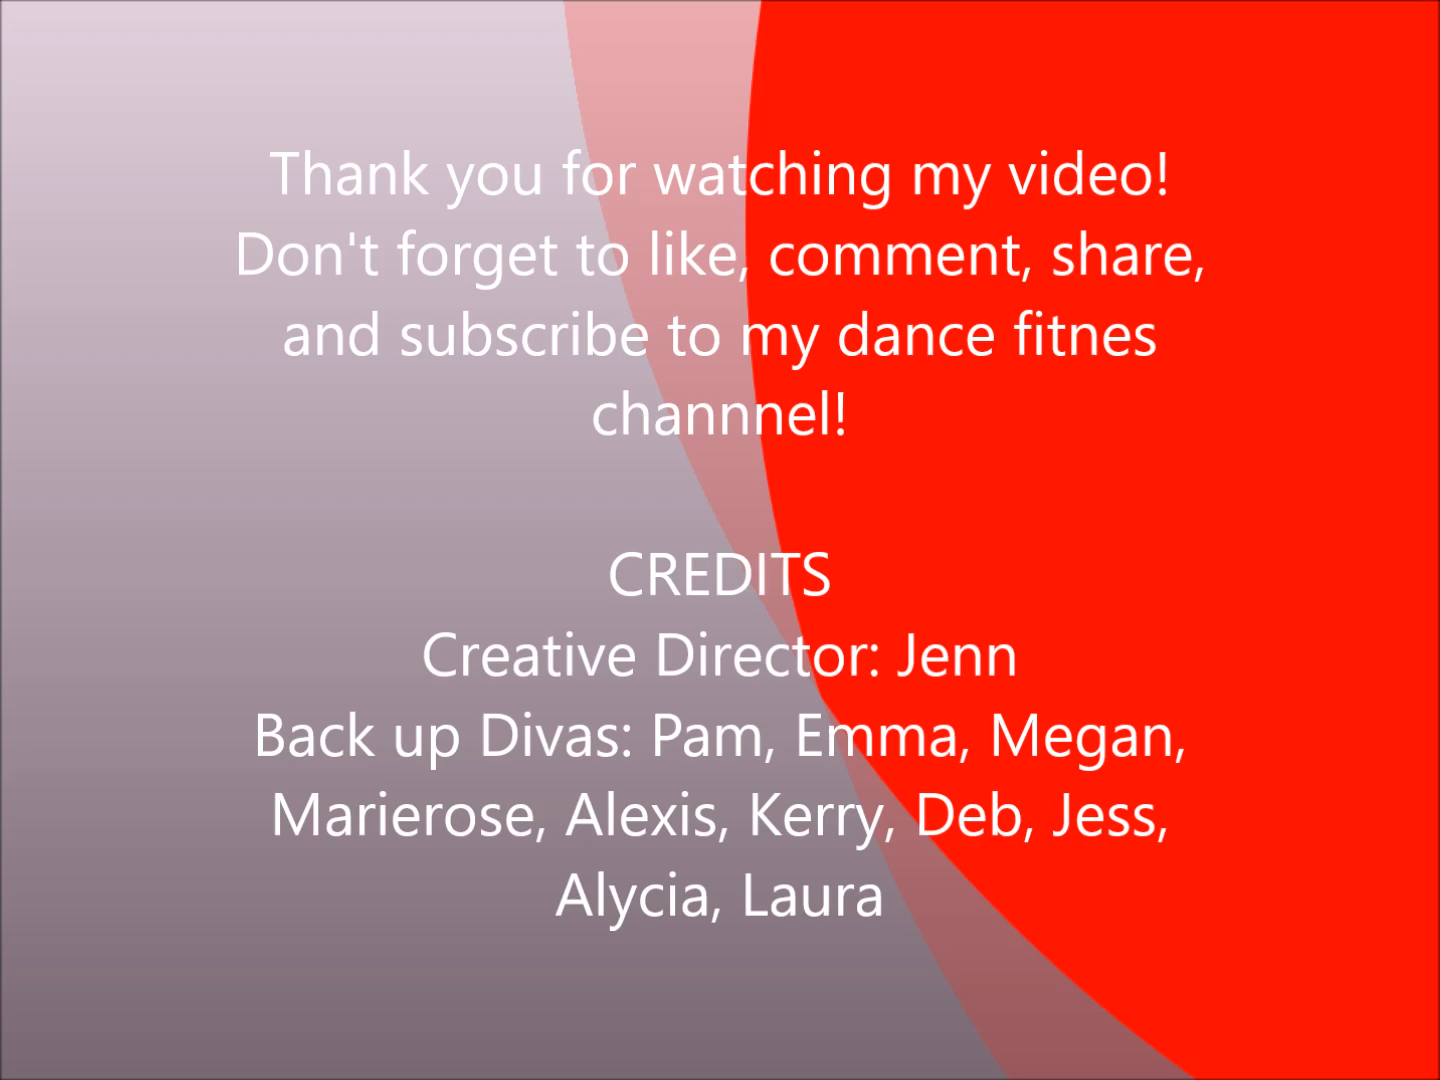 Thank you for watching my video!
Don't forget to like, comment, share,
and subscribe to my dance fitnes
channnel!
CREDITS
Creative Director: Jenn
Back up Divas: Pam, Emma, Megan,
Marierose, Alexis, Kerry, Deb, Jess,
Alycia, Laura